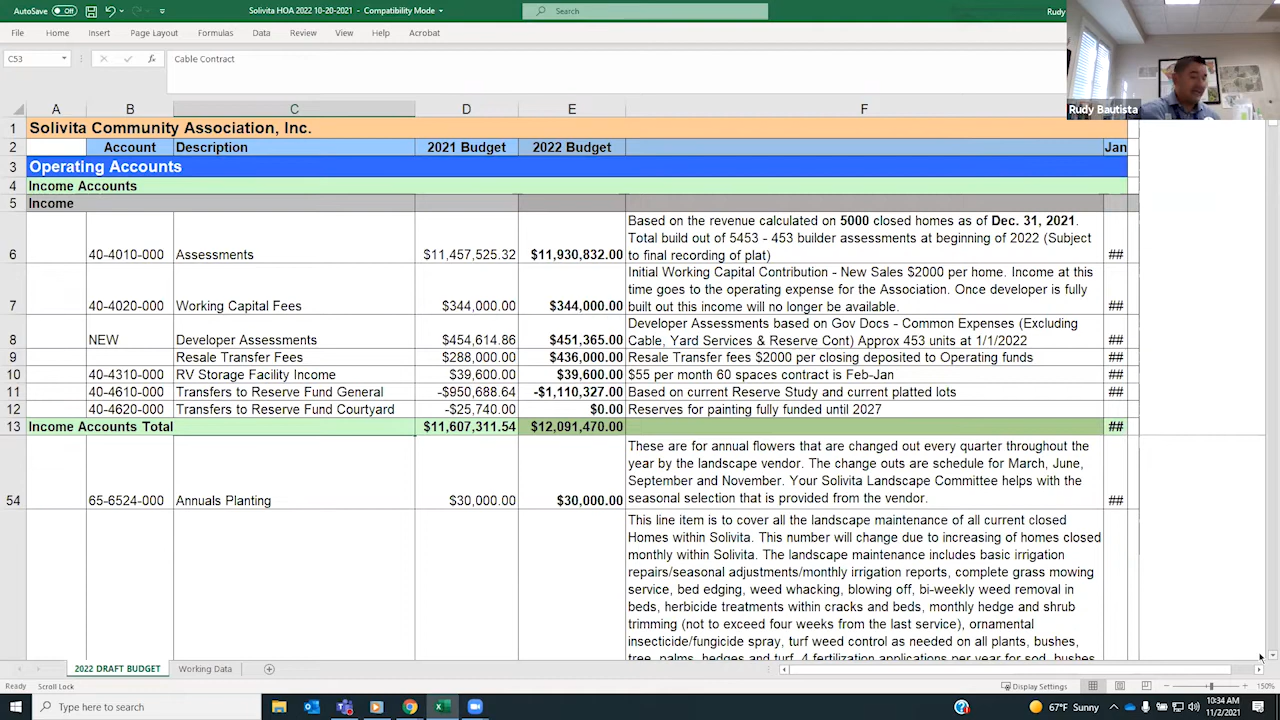 AutoSave Off Solivita HOA 2022 10-20-2021 - Compatibility Mode Search Rudy
File Home Insert Page Layout Formulas Data Review View Help Acrobat
C53 fx Cable Contract
Rudy Bautista
A B C D E F
1 Solivita Community Association, Inc.
2 Account Description 2021 Budget 2022 Budget Jan
3 Operating Accounts
4 Income Accounts
5 Income
Based on the revenue calculated on 5000 closed homes as of Dec. 31, 2021.
Total build out of 5453 - 453 builder assessments at beginning of 2022 (Subject
6 40-4010-000 Assessments $11,457,525.32 $11,930,832.00 to final recording of plat) ##
Initial Working Capital Contribution - New Sales $2000 per home. Income at this
time goes to the operating expense for the Association. Once developer is fully
7 40-4020-000 Working Capital Fees $344,000.00 $344,000.00 built out this income will no longer be available. ##
Developer Assessments based on Gov Docs - Common Expenses (Excluding
8 NEW Developer Assessments $454,614.86 $451,365.00 Cable, Yard Services & Reserve Cont) Approx 453 units at 1/1/2022 ##
9 Resale Transfer Fees $288,000.00 $436,000.00 Resale Transfer fees $2000 per closing deposited to Operating funds ##
10 40-4310-000 RV Storage Facility Income $39,600.00 $39,600.00 $55 per month 60 spaces contract is Feb-Jan ##
11 40-4610-000 Transfers to Reserve Fund General -$950,688.64 -$1,110,327.00 Based on current Reserve Study and current platted lots ##
12 40-4620-000 Transfers to Reserve Fund Courtyard -$25,740.00 $0.00 Reserves for painting fully funded until 2027
13 Income Accounts Total $11,607,311.54 $12,091,470.00 ##
These are for annual flowers that are changed out every quarter throughout the
year by the landscape vendor. The change outs are schedule for March, June,
September and November. Your Solivita Landscape Committee helps with the
54 65-6524-000 Annuals Planting $30,000.00 $30,000.00 seasonal selection that is provided from the vendor. ##
This line item is to cover all the landscape maintenance of all current closed
Homes within Solivita. This number will change due to increasing of homes closed
monthly within Solivita. The landscape maintenance includes basic irrigation
repairs/seasonal adjustments/monthly irrigation reports, complete grass mowing
service, bed edging, weed whacking, blowing off, bi-weekly weed removal in
beds, herbicide treatments within cracks and beds, monthly hedge and shrub
trimming (not to exceed four weeks from the last service), ornamental
insecticide/fungicide spray, turf weed control as needed on all plants, bushes,
tree, palms, hedges and turf, 4 fertilization applications per year for sod, bushes
2022 DRAFT BUDGET Working Data
Ready Scroll Lock Display Settings 150%
Type here to search 67°F Sunny 10:34 AM
11/2/2021